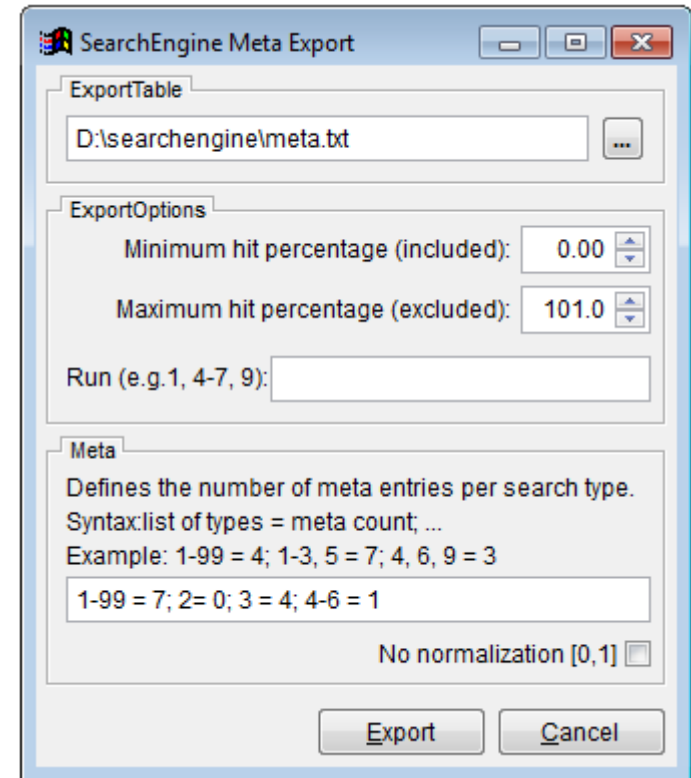 SearchEngine Meta Export
ExportTable
D:\searchengine\meta.txt
...
ExportOptions
Minimum hit percentage (included): 0.00
Maximum hit percentage (excluded): 101.0
Run (e.g.1, 4-7, 9):
Meta
Defines the number of meta entries per search type.
Syntax:list of types = meta count; ...
Example: 1-99 = 4; 1-3, 5 = 7; 4, 6, 9 = 3
1-99 = 7; 2= 0; 3 = 4; 4-6 = 1
No normalization [0,1]
Export Cancel